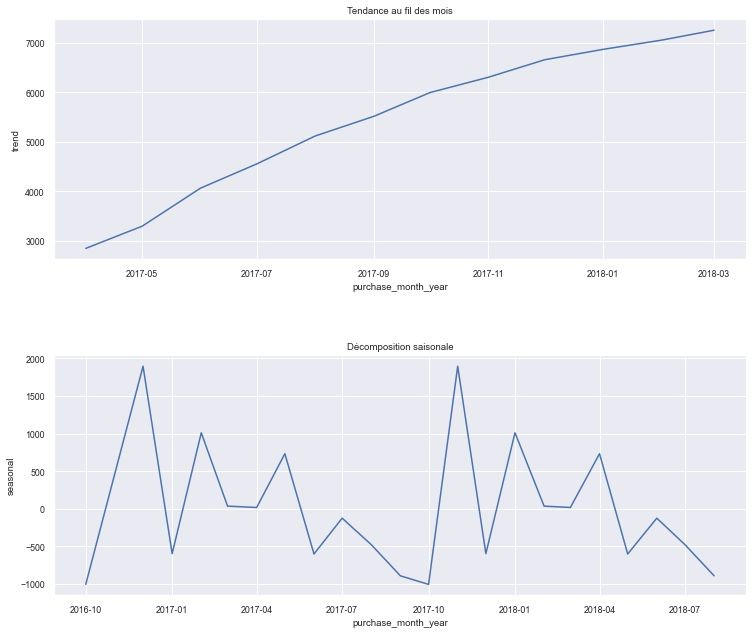 Tendance au fil des mois
7000
6000
5000
4000
3000
trend
2017-05 2017-07 2017-09 2017-11 2018-01 2018-03
purchase_month_year
Décomposition saisonale
2000
1500
1000
500
0
−500
−1000
seasonal
2016-10 2017-01 2017-04 2017-07 2017-10 2018-01 2018-04 2018-07
purchase_month_year